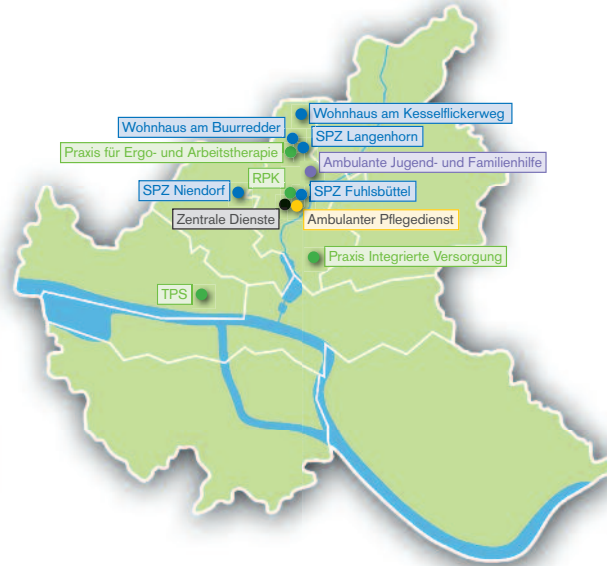 Wohnhaus am Kesselflickerweg
Wohnhaus am Buurredder
SPZ Langenhorn
Praxis für Ergo- und Arbeitstherapie
Ambulante Jugend- und Familienhilfe
RPK
SPZ Niendorf
SPZ Fuhlsbüttel
Zentrale Dienste
Ambulanter Pflegedienst
Praxis Integrierte Versorgung
TPS